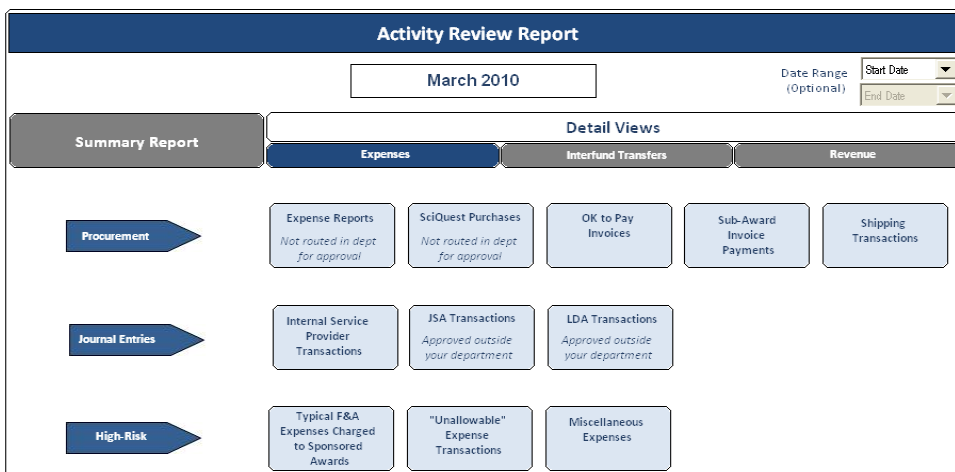 Activity Review Report
March 2010
Date Range
(Optional)
Start Date
End Date
Summary Report
Detail Views
Expenses
Interfund Transfers
Revenue
Procurement
Expense Reports
Not routed in dept
for approval
SciQuest Purchases
Not routed in dept
for approval
OK to Pay
Invoices
Sub-Award
Invoice
Payments
Shipping
Transactions
Journal Entries
Internal Service
Provider
Transactions
JSA Transactions
Approved outside
your department
LDA Transactions
Approved outside
your department
High-Risk
Typical F&A
Expenses Charged
to Sponsored
Awards
"Unallowable"
Expense
Transactions
Miscellaneous
Expenses